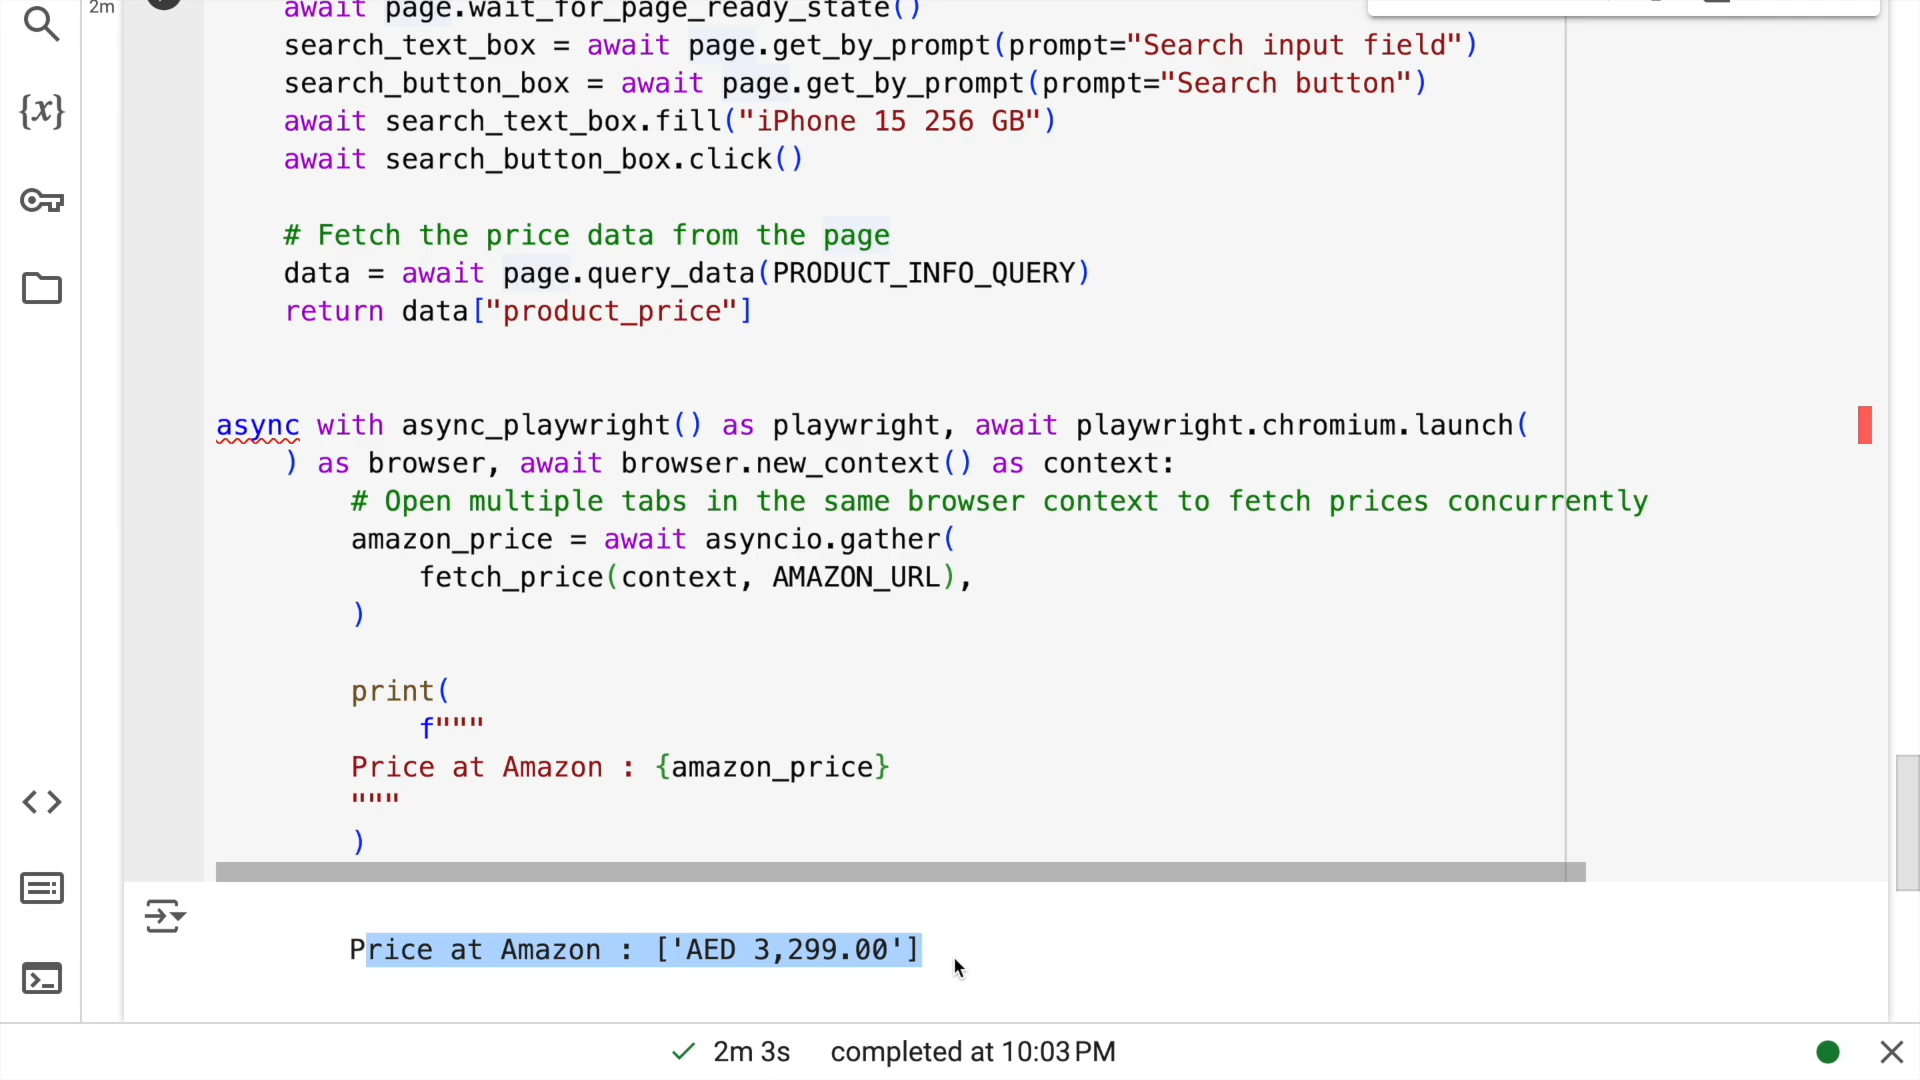 2m
await page.wait_for_page_ready_state()
search_text_box = await page.get_by_prompt(prompt="Search input field")
{x}
search_button_box = await page.get_by_prompt(prompt="Search button")
await search_text_box.fill("iPhone 15 256 GB")
await search_button_box.click()
# Fetch the price data from the page
data = await page.query_data(PRODUCT_INFO_QUERY)
return data["product_price"]
async with async_playwright() as playwright, await playwright.chromium.launch(
) as browser, await browser.new_context() as context:
# Open multiple tabs in the same browser context to fetch prices concurrently
amazon_price = await asyncio.gather(
fetch_price(context, AMAZON_URL),
)
print(
f"""
Price at Amazon : {amazon_price}
"""
)
Price at Amazon : ['AED 3,299.00']
2m 3s completed at 10:03 PM